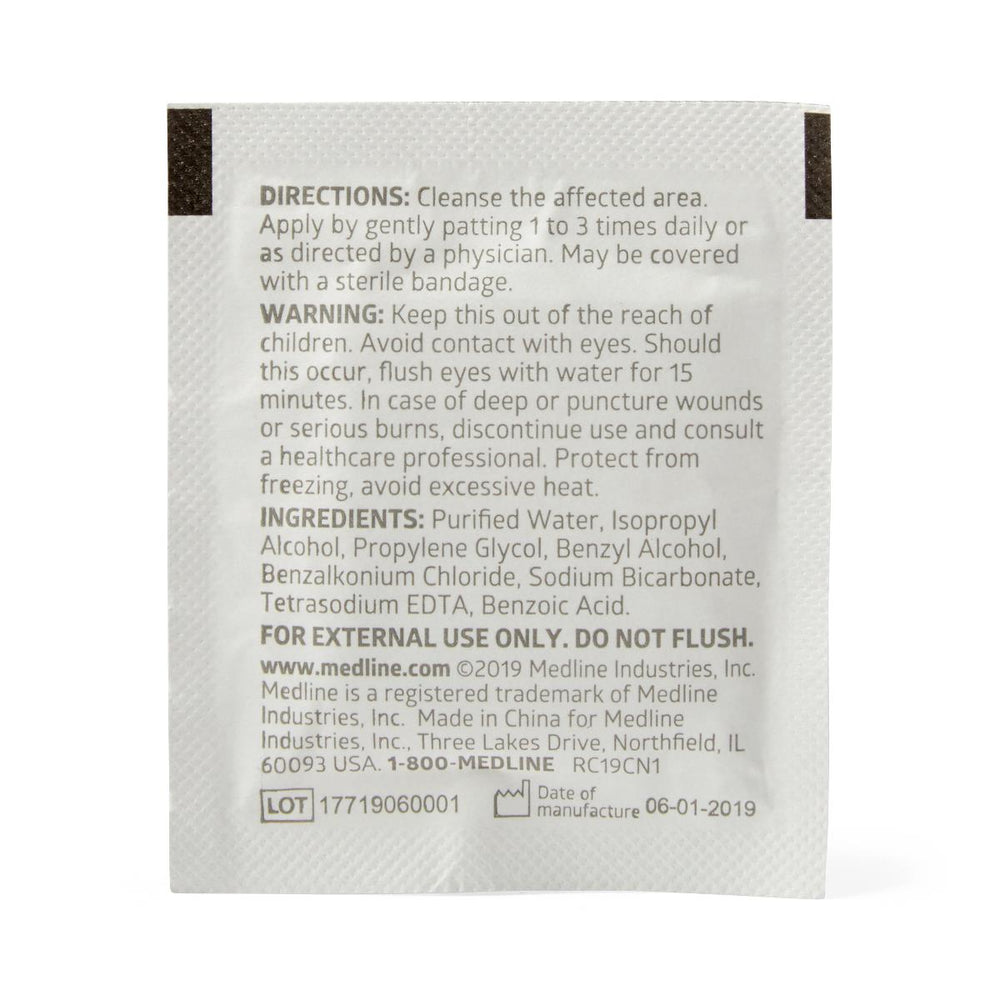 DIRECTIONS: Cleanse the affected area.
Apply by gently patting 1 to 3 times daily or
as directed by a physician. May be covered
with a sterile bandage.
WARNING: Keep this out of the reach of
children. Avoid contact with eyes. Should
this occur, flush eyes with water for 15
minutes. In case of deep or puncture wounds
or serious burns, discontinue use and consult
a healthcare professional. Protect from
freezing, avoid excessive heat.
INGREDIENTS: Purified Water, Isopropyl
Alcohol, Propylene Glycol, Benzyl Alcohol,
Benzalkonium Chloride, Sodium Bicarbonate,
Tetrasodium EDTA, Benzoic Acid.
FOR EXTERNAL USE ONLY. DO NOT FLUSH.
www.medline.com ©2019 Medline Industries, Inc.
Medline is a registered trademark of Medline
Industries, Inc. Made in China for Medline
Industries, Inc., Three Lakes Drive, Northfield, IL
60093 USA. 1-800-MEDLINE RC19CN1
LOT 17719060001
Date of
manufacture 06-01-2019